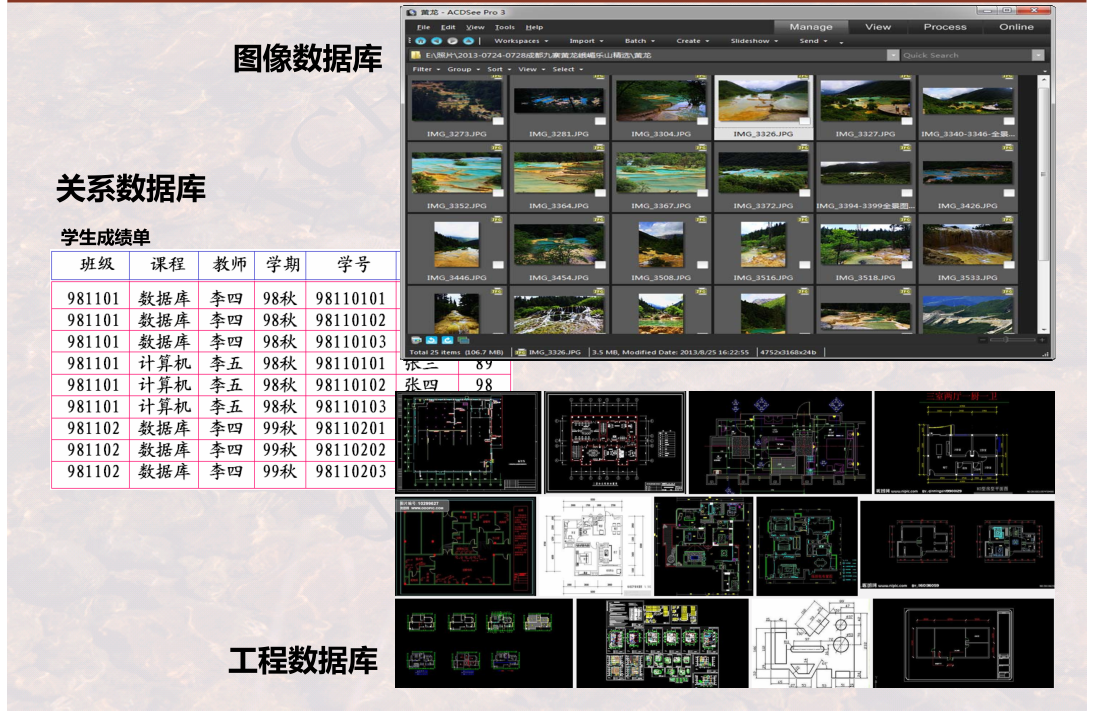 图像数据库
黄龙 - ACDSee Pro 3
File Edit View Tools Help
Manage View Process Online
Workspaces Import Batch Create Slideshow Send
E:\照片\2013-0724-0728成都九寨黄龙峨嵋乐山精选\黄龙
Quick Search
Filter Group Sort View Select
IMG_3273.JPG IMG_3281.JPG IMG_3304.JPG IMG_3326.JPG IMG_3327.JPG IMG_3340-3346-全景...
IMG_3352.JPG IMG_3364.JPG IMG_3367.JPG IMG_3372.JPG IMG_3394-3399全景图... IMG_3426.JPG
IMG_3446.JPG IMG_3454.JPG IMG_3508.JPG IMG_3516.JPG IMG_3518.JPG IMG_3533.JPG
Total 25 items (106.7 MB) IMG_3326.JPG 3.5 MB, Modified Date: 2013/8/25 16:22:55 4752x3168x24b
关系数据库
学生成绩单
班级 课程 教师 学期 学号
981101 数据库 李四 98秋 98110101
981101 数据库 李四 98秋 98110102
981101 数据库 李四 98秋 98110103
981101 计算机 李五 98秋 98110101 张三 89
981101 计算机 李五 98秋 98110102 张四 98
981101 计算机 李五 98秋 98110103
981102 数据库 李四 99秋 98110201
981102 数据库 李四 99秋 98110202
981102 数据库 李四 99秋 98110203
三室两厅一厨一卫
工程数据库